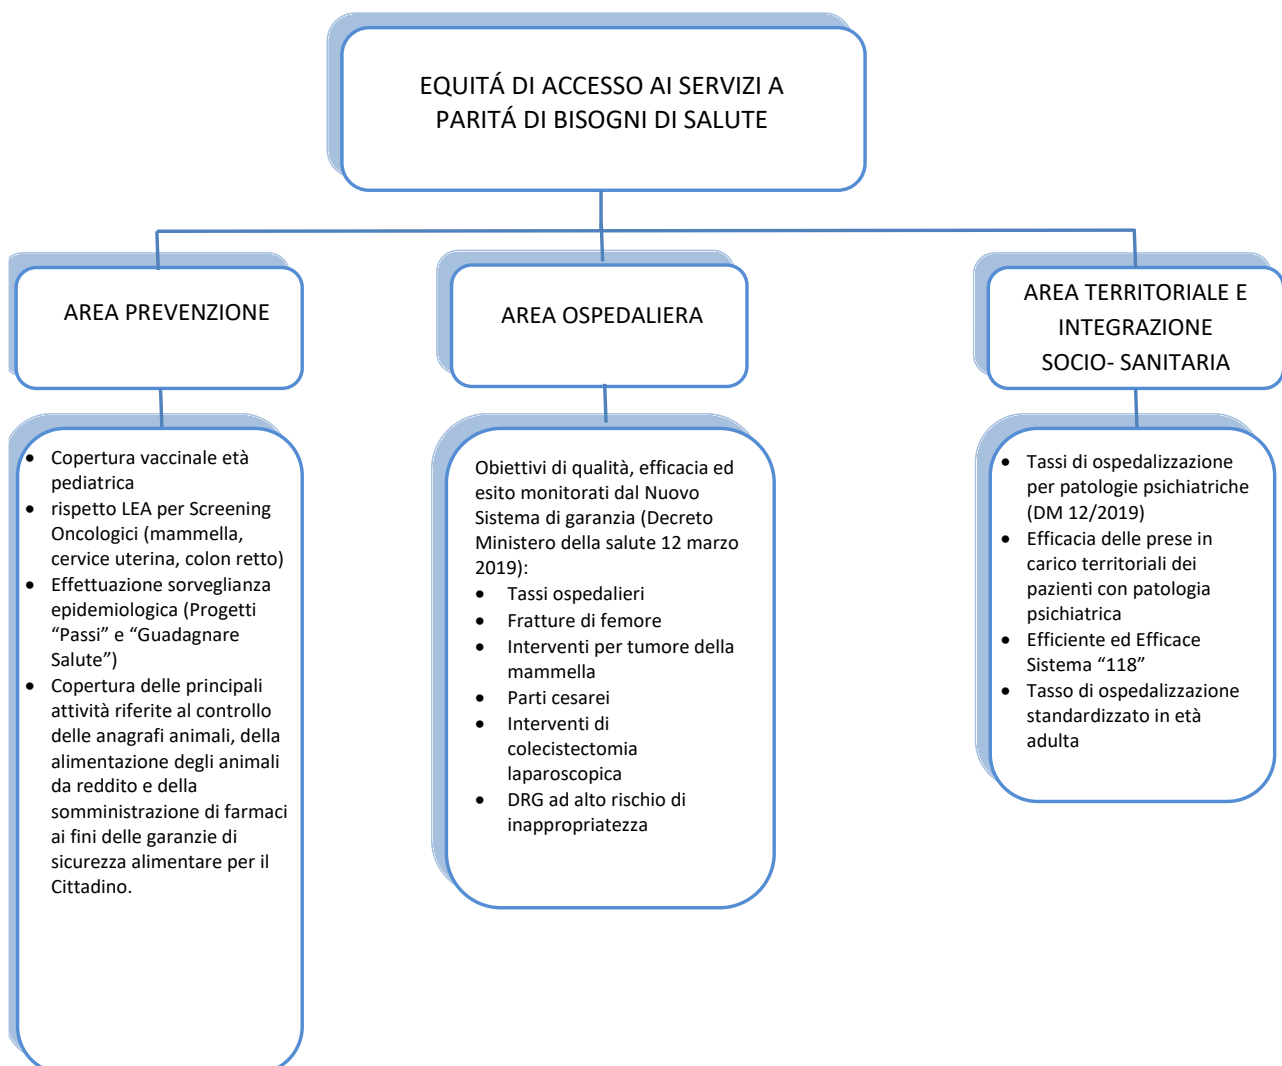 EQUITÁ DI ACCESSO AI SERVIZI A
PARITÁ DI BISOGNI DI SALUTE
AREA PREVENZIONE
• Copertura vaccinale età
pediatrica
• rispetto LEA per Screening
Oncologici (mammella,
cervice uterina, colon retto)
• Effettuazione sorveglianza
epidemiologica (Progetti
“Passi” e “Guadagnare
Salute”)
• Copertura delle principali
attività riferite al controllo
delle anagrafi animali, della
alimentazione degli animali
da reddito e della
somministrazione di farmaci
ai fini delle garanzie di
sicurezza alimentare per il
Cittadino.
AREA OSPEDALIERA
Obiettivi di qualità, efficacia ed
esito monitorati dal Nuovo
Sistema di garanzia (Decreto
Ministero della salute 12 marzo
2019):
• Tassi ospedalieri
• Fratture di femore
• Interventi per tumore della
mammella
• Parti cesarei
• Interventi di
colecistectomia
laparoscopica
• DRG ad alto rischio di
inappropriatezza
AREA TERRITORIALE E
INTEGRAZIONE
SOCIO- SANITARIA
• Tassi di ospedalizzazione
per patologie psichiatriche
(DM 12/2019)
• Efficacia delle prese in
carico territoriali dei
pazienti con patologia
psichiatrica
• Efficiente ed Efficace
Sistema “118”
• Tasso di ospedalizzazione
standardizzato in età
adulta